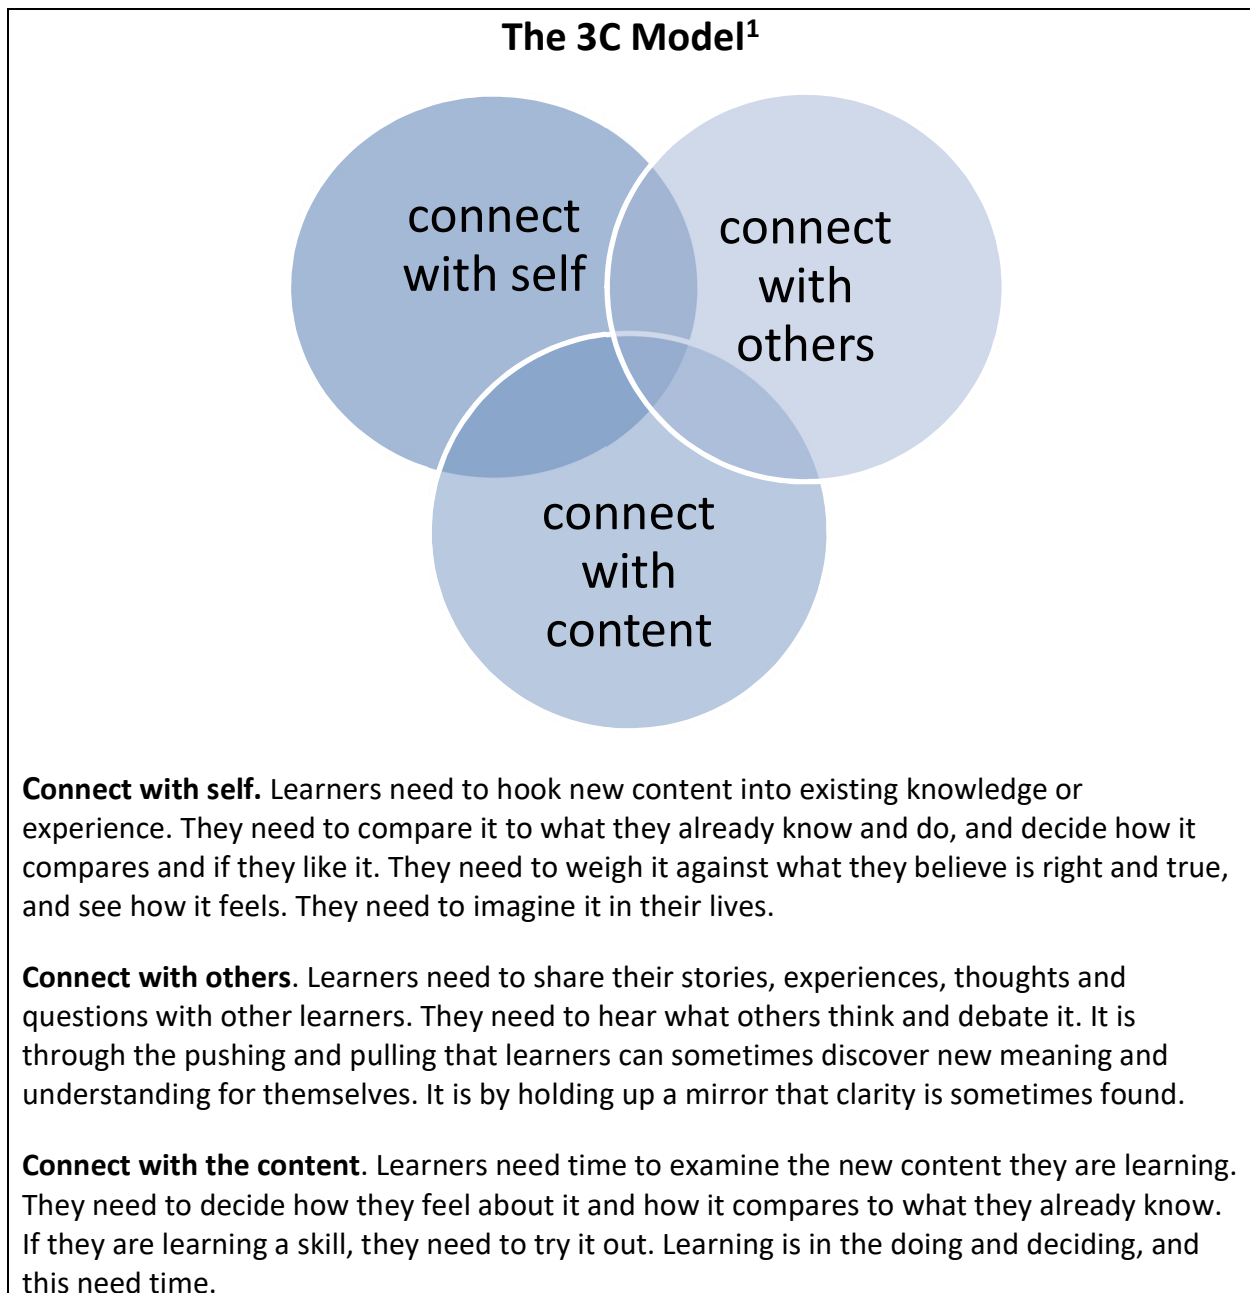 The 3C Model¹
connect
with self
connect
with
others
connect
with
content
Connect with self. Learners need to hook new content into existing knowledge or
experience. They need to compare it to what they already know and do, and decide how it
compares and if they like it. They need to weigh it against what they believe is right and true,
and see how it feels. They need to imagine it in their lives.
Connect with others. Learners need to share their stories, experiences, thoughts and
questions with other learners. They need to hear what others think and debate it. It is
through the pushing and pulling that learners can sometimes discover new meaning and
understanding for themselves. It is by holding up a mirror that clarity is sometimes found.
Connect with the content. Learners need time to examine the new content they are learning.
They need to decide how they feel about it and how it compares to what they already know.
If they are learning a skill, they need to try it out. Learning is in the doing and deciding, and
this need time.